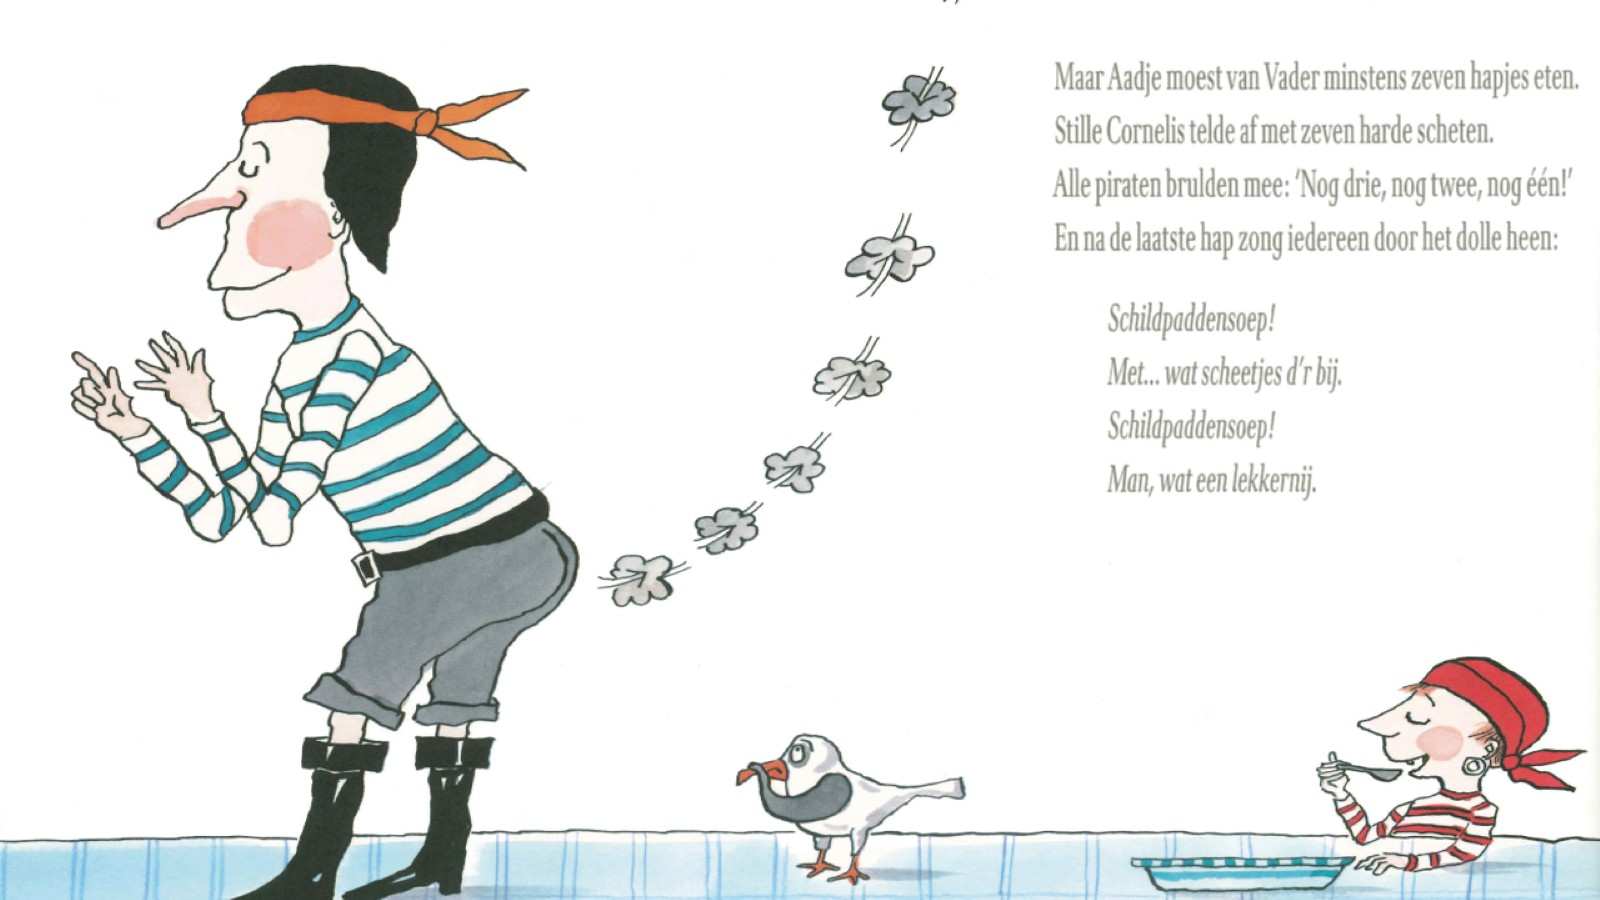 Maar Aadje moest van Vader minstens zeven hapjes eten.
Stille Cornelis telde af met zeven harde scheten.
Alle piraten brulden mee: ‘Nog drie, nog twee, nog één!’
En na de laatste hap zong iedereen door het dolle heen:
Schildpaddensoep!
Met... wat scheetjes d’r bij.
Schildpaddensoep!
Man, wat een lekkernij.